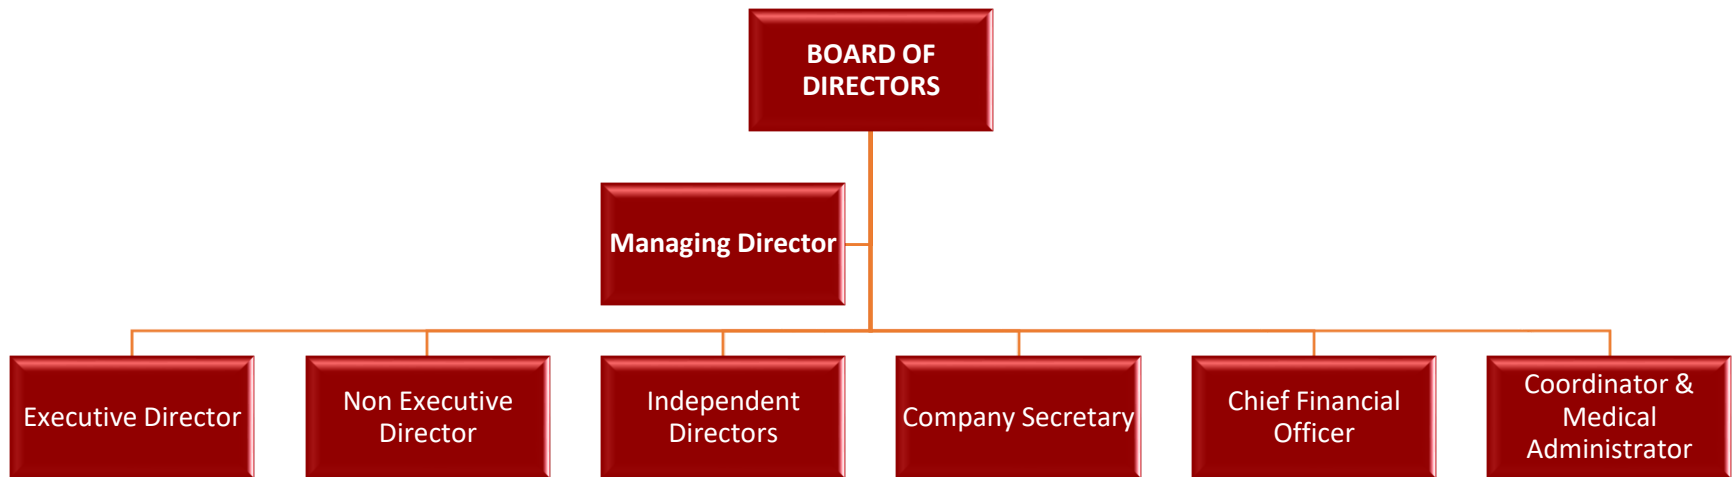 BOARD OF
DIRECTORS
Managing Director
Executive Director
Non Executive
Director
Independent
Directors
Company Secretary
Chief Financial
Officer
Coordinator &
Medical
Administrator